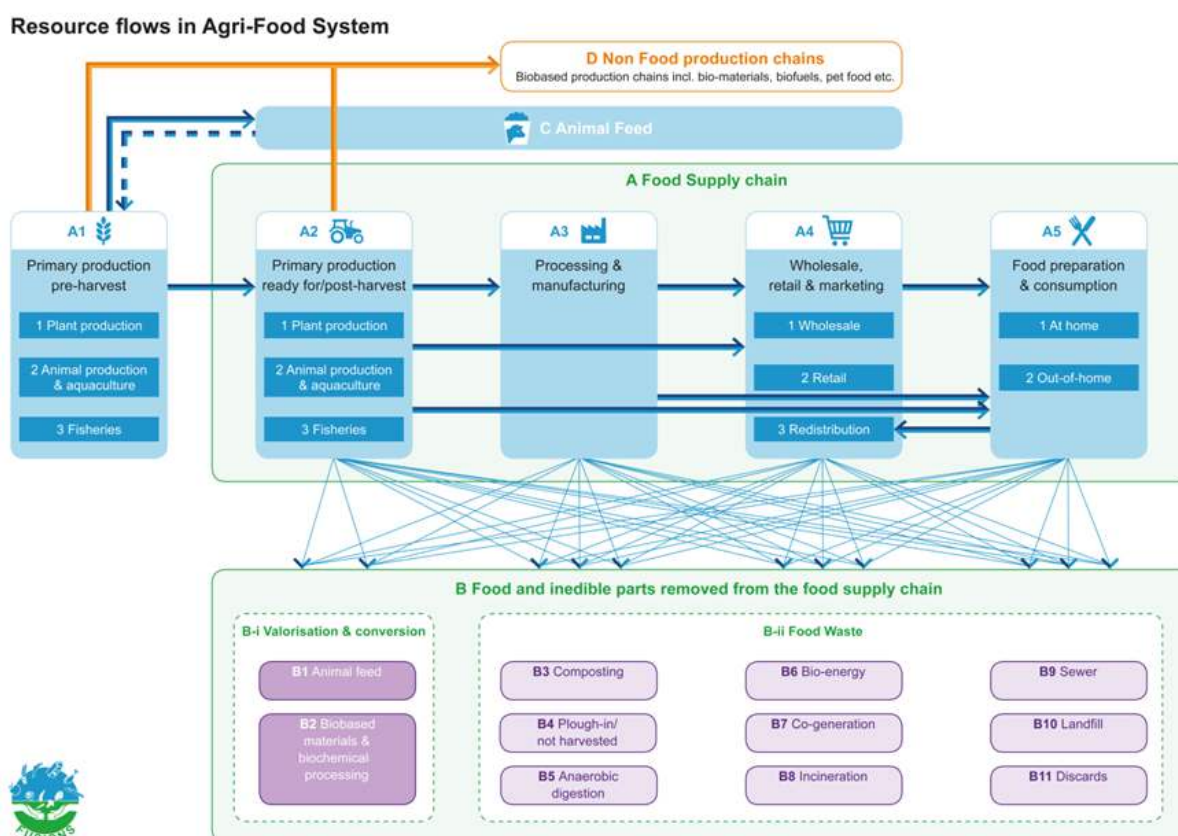 Resource flows in Agri-Food System
D Non Food production chains
Biobased production chains incl. bio-materials, biofuels, pet food etc.
C Animal Feed
A Food Supply chain
A1
Primary production
pre-harvest
1 Plant production
2 Animal production
& aquaculture
3 Fisheries
A2
Primary production
ready for/post-harvest
1 Plant production
2 Animal production
& aquaculture
3 Fisheries
A3
Processing &
manufacturing
A4
Wholesale,
retail & marketing
1 Wholesale
2 Retail
3 Redistribution
A5
Food preparation
& consumption
1 At home
2 Out-of-home
B Food and inedible parts removed from the food supply chain
B-i Valorisation & conversion
B1 Animal feed
B2 Biobased
materials &
biochemical
processing
B-ii Food Waste
B3 Composting
B4 Plough-in/
not harvested
B5 Anaerobic
digestion
B6 Bio-energy
B7 Co-generation
B8 Incineration
B9 Sewer
B10 Landfill
B11 Discards
FUSIONS